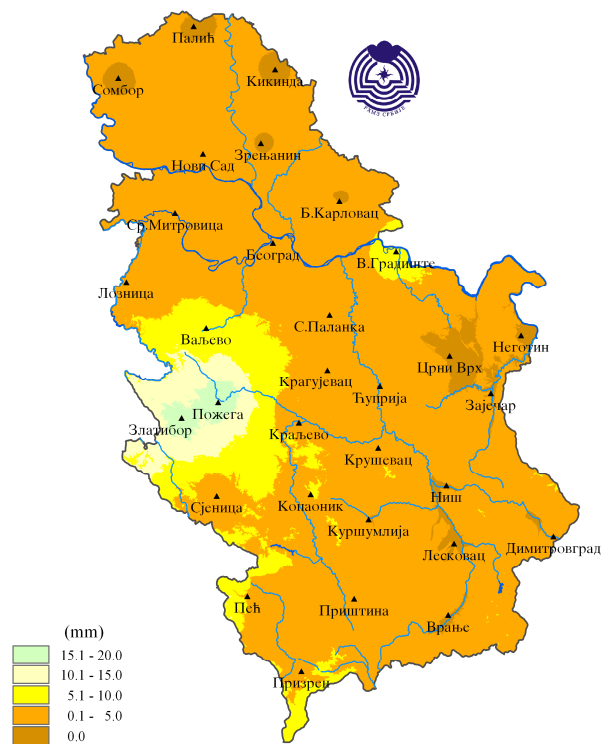 Палић
Кикинда
Сомбор
РХМЗ СРБИЈЕ
Зрењанин
Нови Сад
Б.Карловац
Ср.Митровица
Београд
В.Градиште
Лозница
С.Паланка
Ваљево
Неготин
Црни Врх
Крагујевац
Ћуприја
Зајечар
Пожега
Златибор
Краљево
Крушевац
Ниш
Сјеница
Копаоник
Куршумлија
Димитровград
Лесковац
Пећ
Приштина
Врање
Призрен
(mm)
15.1 - 20.0
10.1 - 15.0
5.1 - 10.0
0.1 - 5.0
0.0